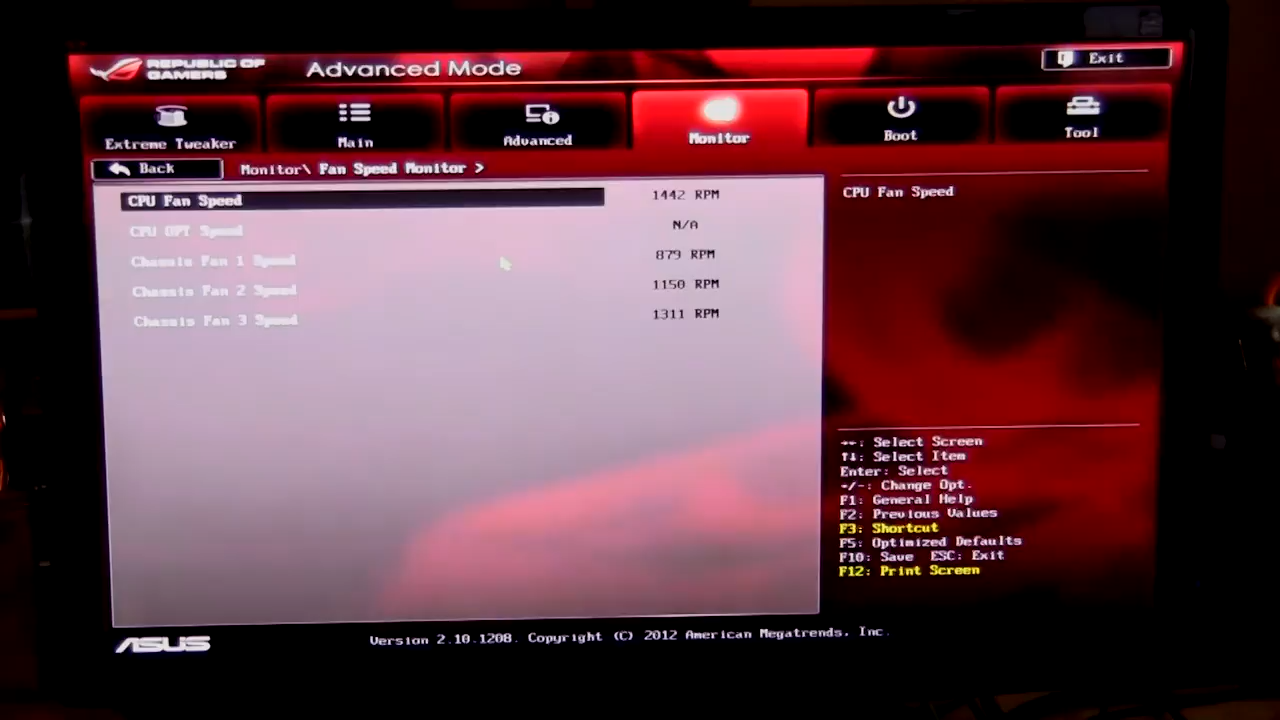 REPUBLIC OF
GAMERS
Advanced Mode
Exit
Extreme Tweaker
Main
Advanced
Monitor
Boot
Tool
Back
Monitor\ Fan Speed Monitor >
CPU Fan Speed 1442 RPM
CPU OPT Speed N/A
Chassis Fan 1 Speed 879 RPM
Chassis Fan 2 Speed 1150 RPM
Chassis Fan 3 Speed 1311 RPM
CPU Fan Speed
→←: Select Screen
↑↓: Select Item
Enter: Select
+/-: Change Opt.
F1: General Help
F2: Previous Values
F3: Shortcut
F5: Optimized Defaults
F10: Save ESC: Exit
F12: Print Screen
ASUS
Version 2.10.1208. Copyright (C) 2012 American Megatrends, Inc.